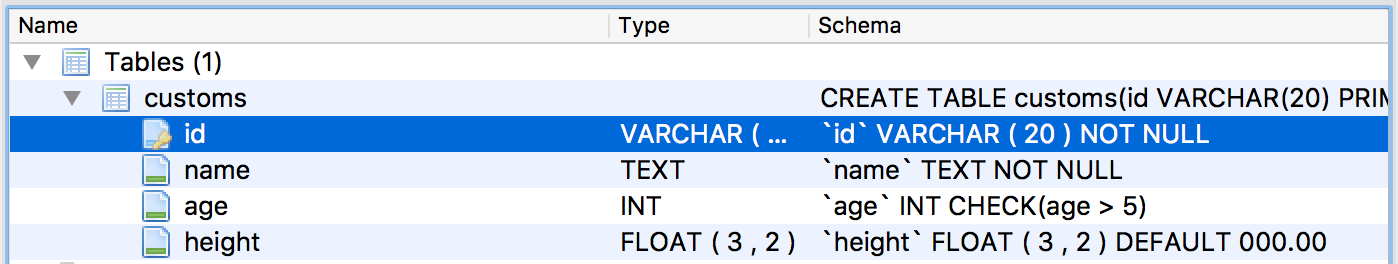 Name Type Schema
Tables (1)
customs CREATE TABLE customs(id VARCHAR(20) PRIM
id VARCHAR ( ... `id` VARCHAR ( 20 ) NOT NULL
name TEXT `name` TEXT NOT NULL
age INT `age` INT CHECK(age > 5)
height FLOAT ( 3 , 2 ) `height` FLOAT ( 3 , 2 ) DEFAULT 000.00